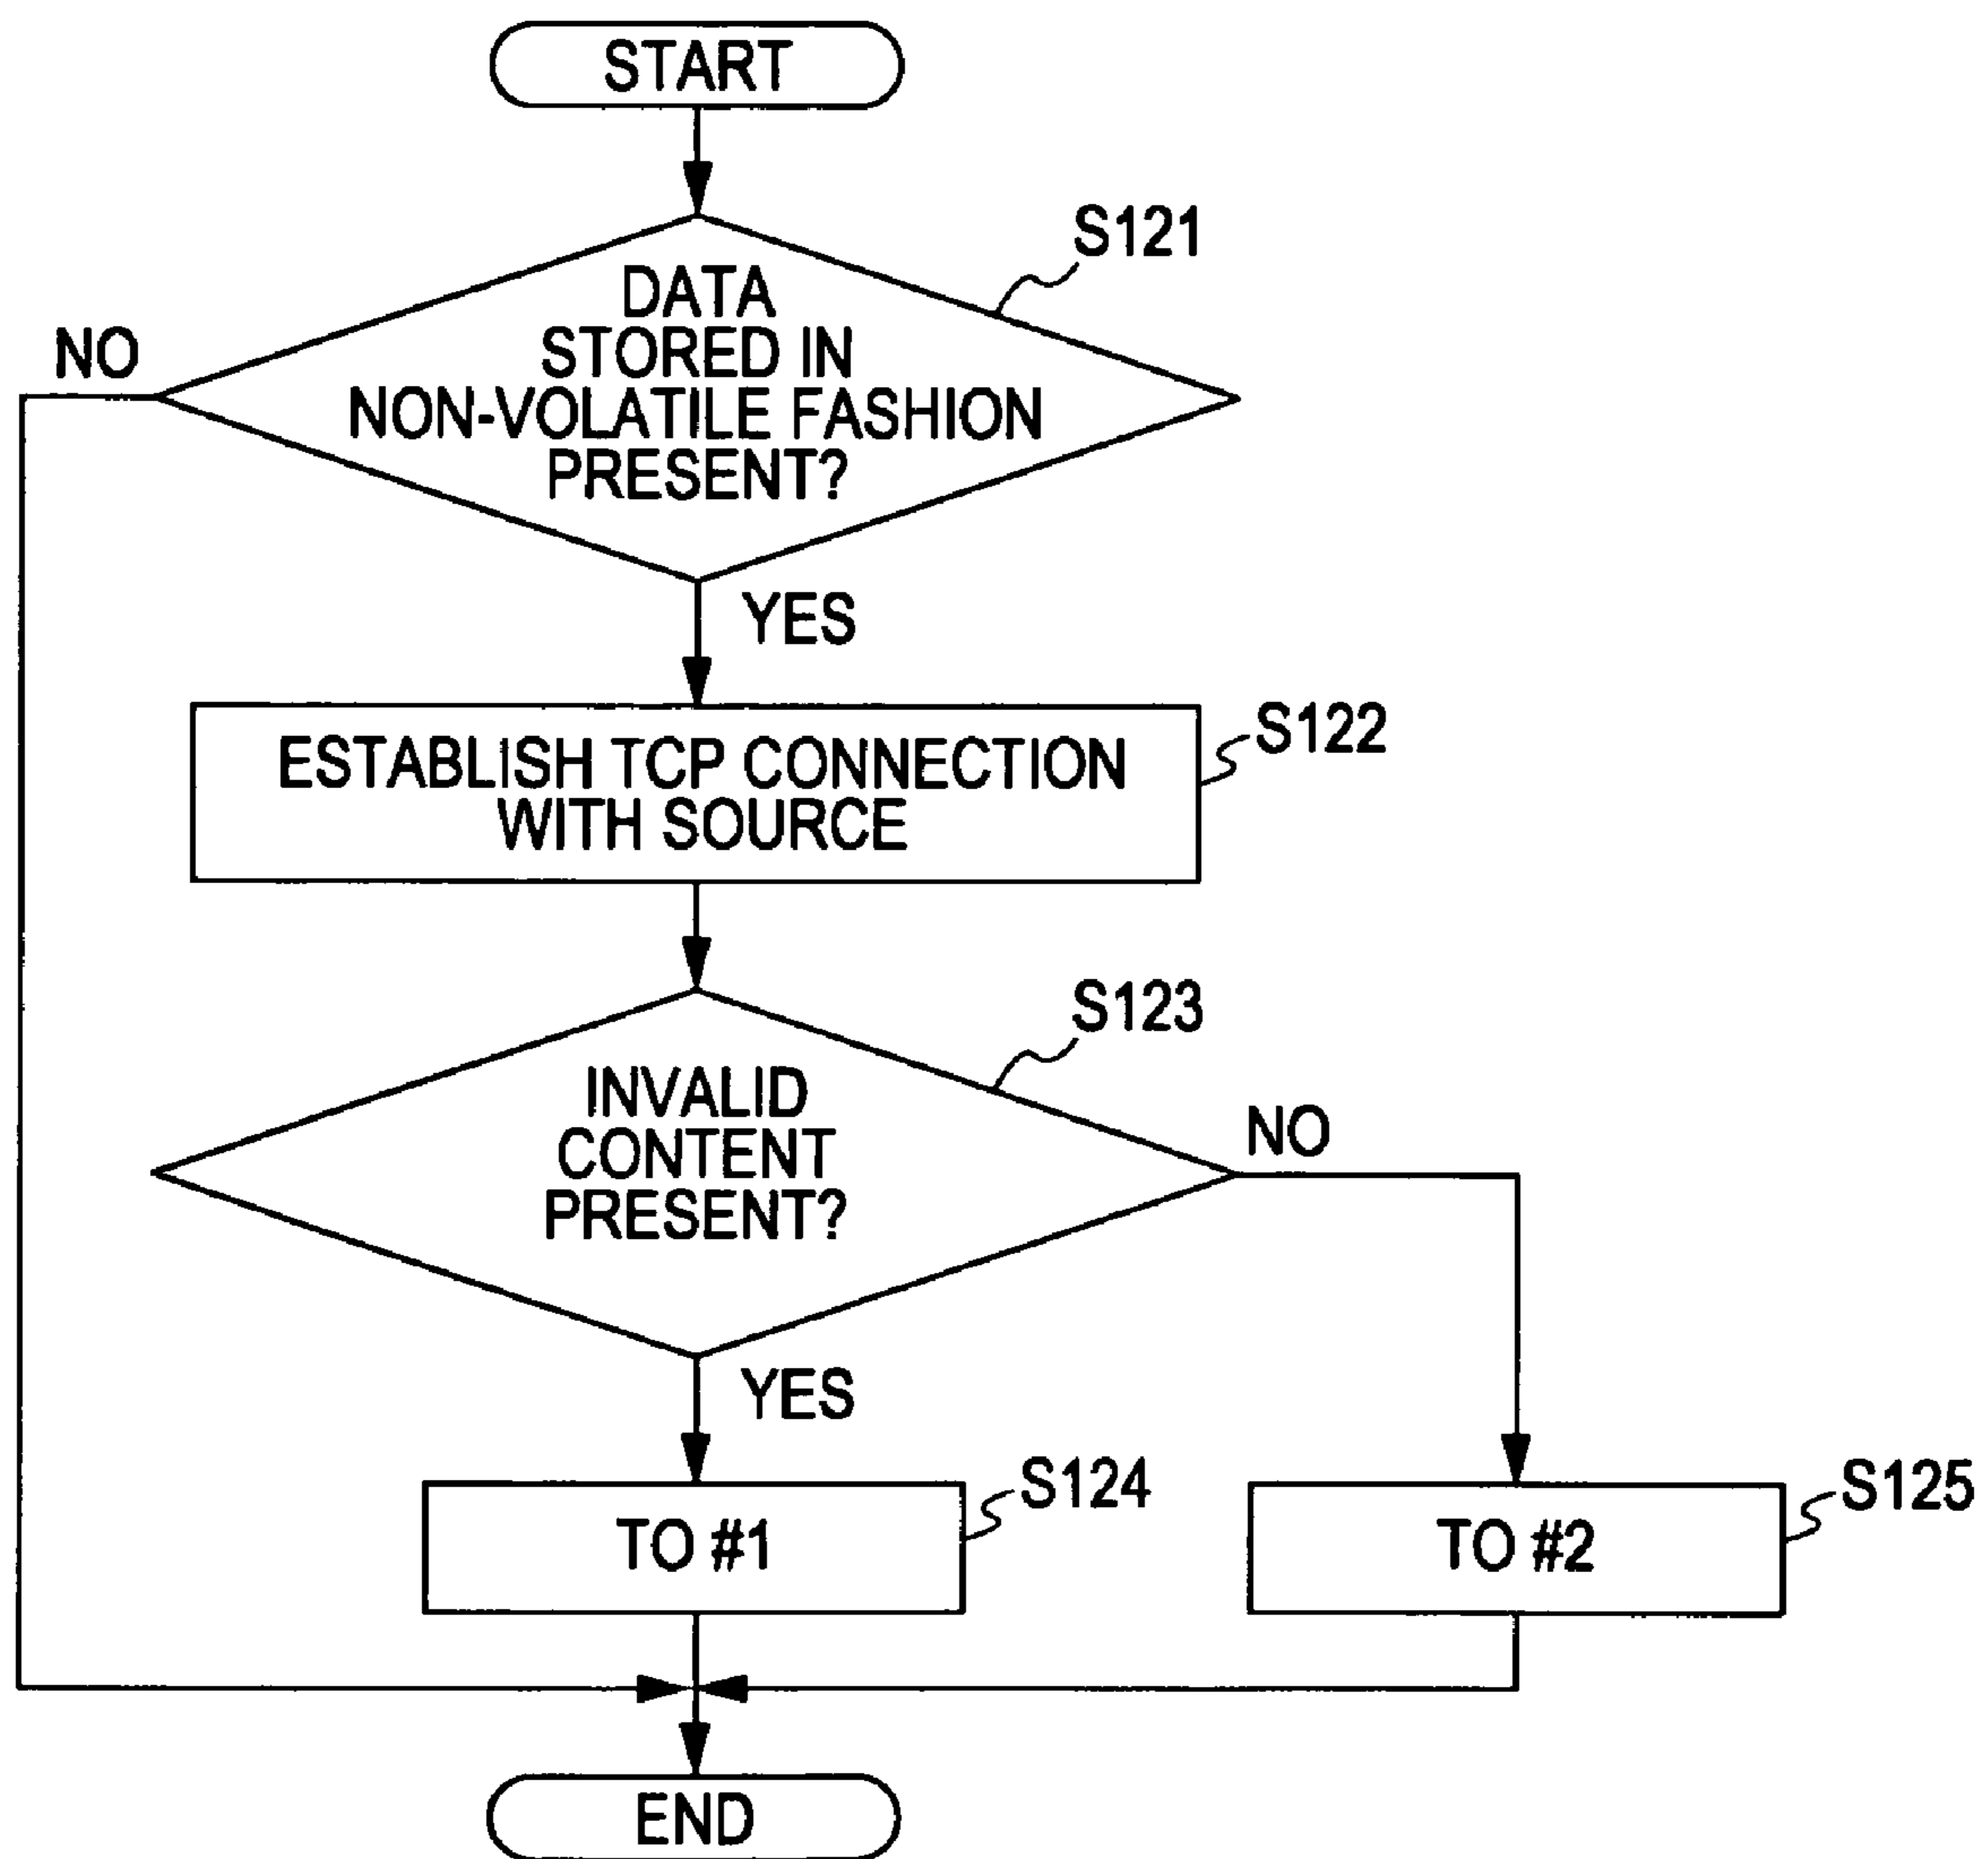 START
S121
DATA
STORED IN
NON-VOLATILE FASHION
PRESENT?
NO
YES
S122
ESTABLISH TCP CONNECTION
WITH SOURCE
S123
INVALID
CONTENT
PRESENT?
NO
YES
S124
TO #1
S125
TO #2
END